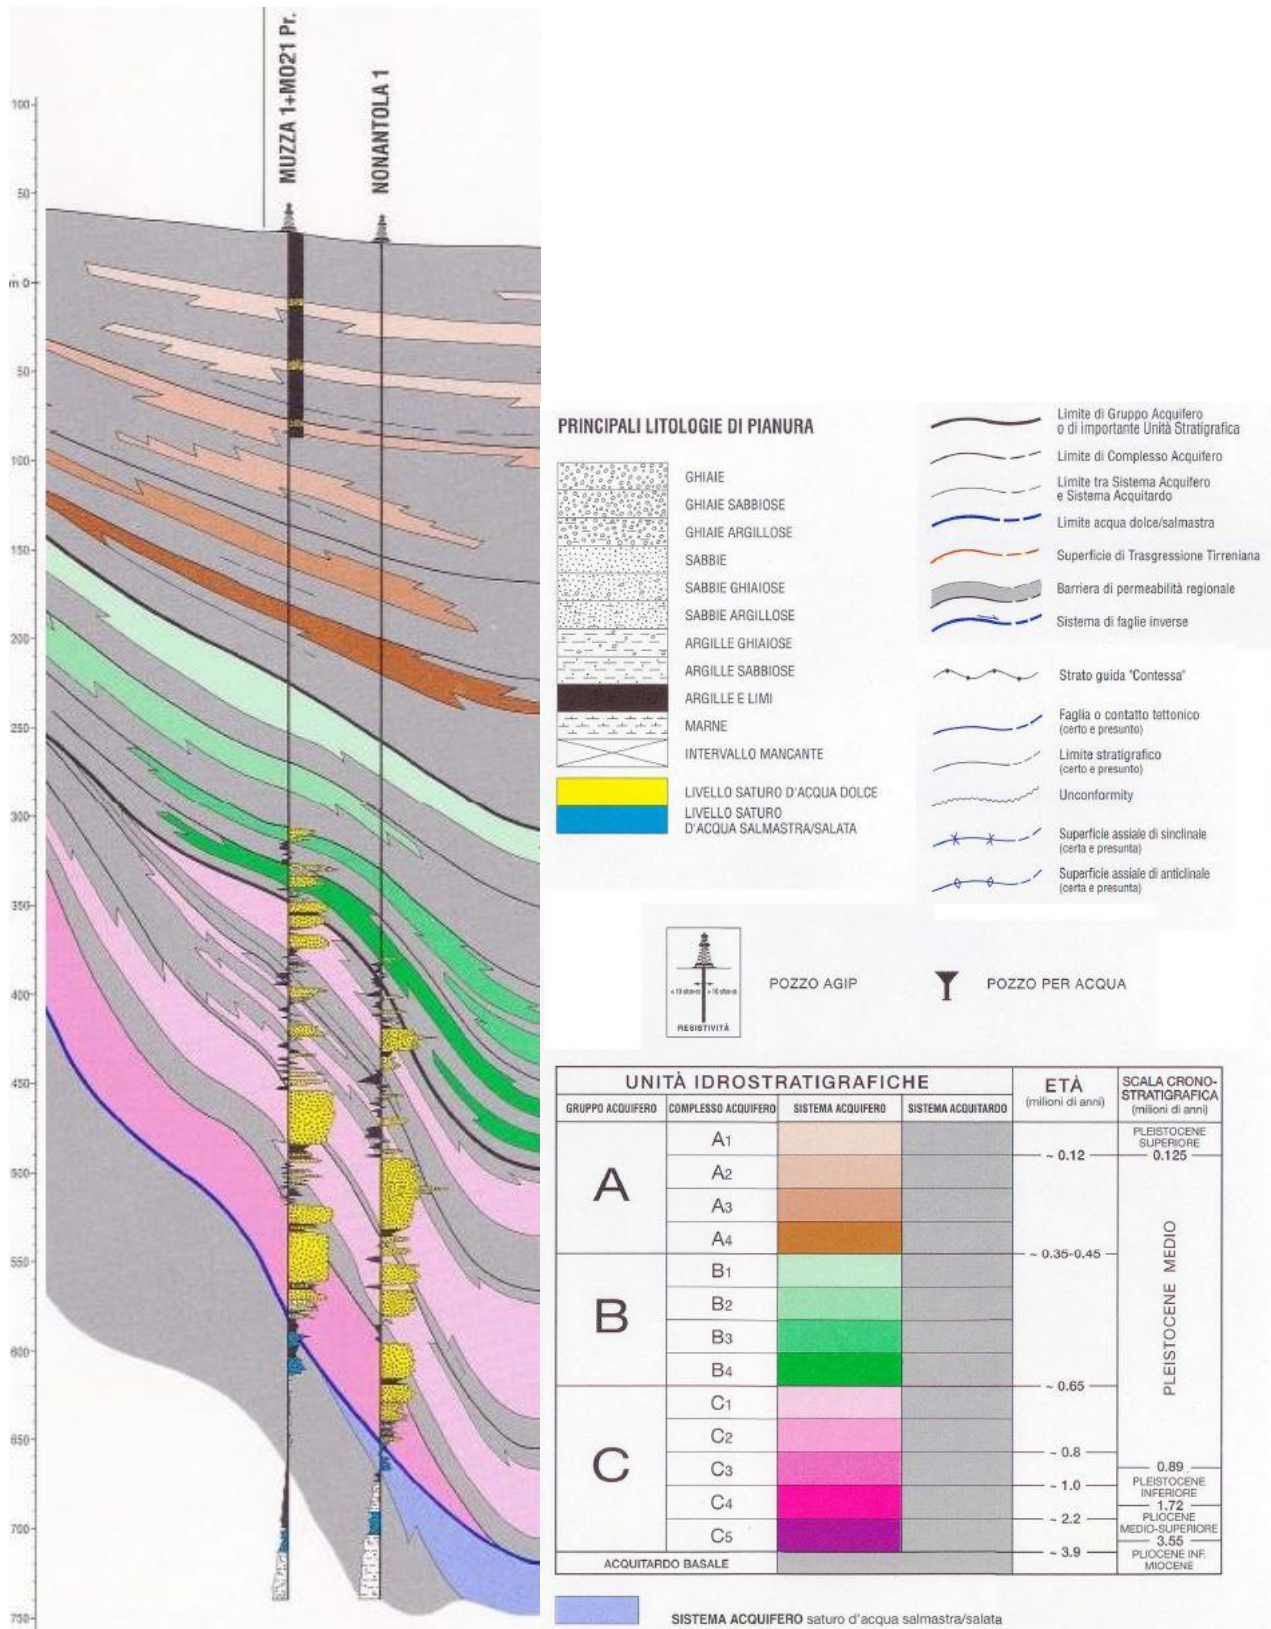 MUZZA 1+MO21 Pr.
NONANTOLA 1
100
50
m 0
50
100
150
200
250
300
350
400
450
500
550
600
650
700
750
PRINCIPALI LITOLOGIE DI PIANURA
GHIAIE
GHIAIE SABBIOSE
GHIAIE ARGILLOSE
SABBIE
SABBIE GHIAIOSE
SABBIE ARGILLOSE
ARGILLE GHIAIOSE
ARGILLE SABBIOSE
ARGILLE E LIMI
MARNE
INTERVALLO MANCANTE
LIVELLO SATURO D'ACQUA DOLCE
LIVELLO SATURO
D'ACQUA SALMASTRA/SALATA
Limite di Gruppo Acquifero
o di importante Unità Stratigrafica
Limite di Complesso Acquifero
Limite tra Sistema Acquifero
e Sistema Acquitardo
Limite acqua dolce/salmastra
Superficie di Trasgressione Tirreniana
Barriera di permeabilità regionale
Sistema di faglie inverse
Strato guida "Contessa"
Faglia o contatto tettonico
(certo e presunto)
Limite stratigrafico
(certo e presunto)
Unconformity
Superficie assiale di sinclinale
(certa e presunta)
Superficie assiale di anticlinale
(certa e presunta)
< 10 ohm-m > 10 ohm-m
RESISTIVITÀ
POZZO AGIP
POZZO PER ACQUA
UNITÀ IDROSTRATIGRAFICHE
ETÀ
(milioni di anni)
SCALA CRONO-
STRATIGRAFICA
(milioni di anni)
GRUPPO ACQUIFERO COMPLESSO ACQUIFERO SISTEMA ACQUIFERO SISTEMA ACQUITARDO
A
A1
A2
A3
A4
B
B1
B2
B3
B4
C
C1
C2
C3
C4
C5
ACQUITARDO BASALE
~ 0.12
~ 0.35-0.45
~ 0.65
~ 0.8
~ 1.0
~ 2.2
~ 3.9
PLEISTOCENE
SUPERIORE
0.125
PLEISTOCENE MEDIO
0.89
PLEISTOCENE
INFERIORE
1.72
PLIOCENE
MEDIO-SUPERIORE
3.55
PLIOCENE INF.
MIOCENE
SISTEMA ACQUIFERO saturo d'acqua salmastra/salata